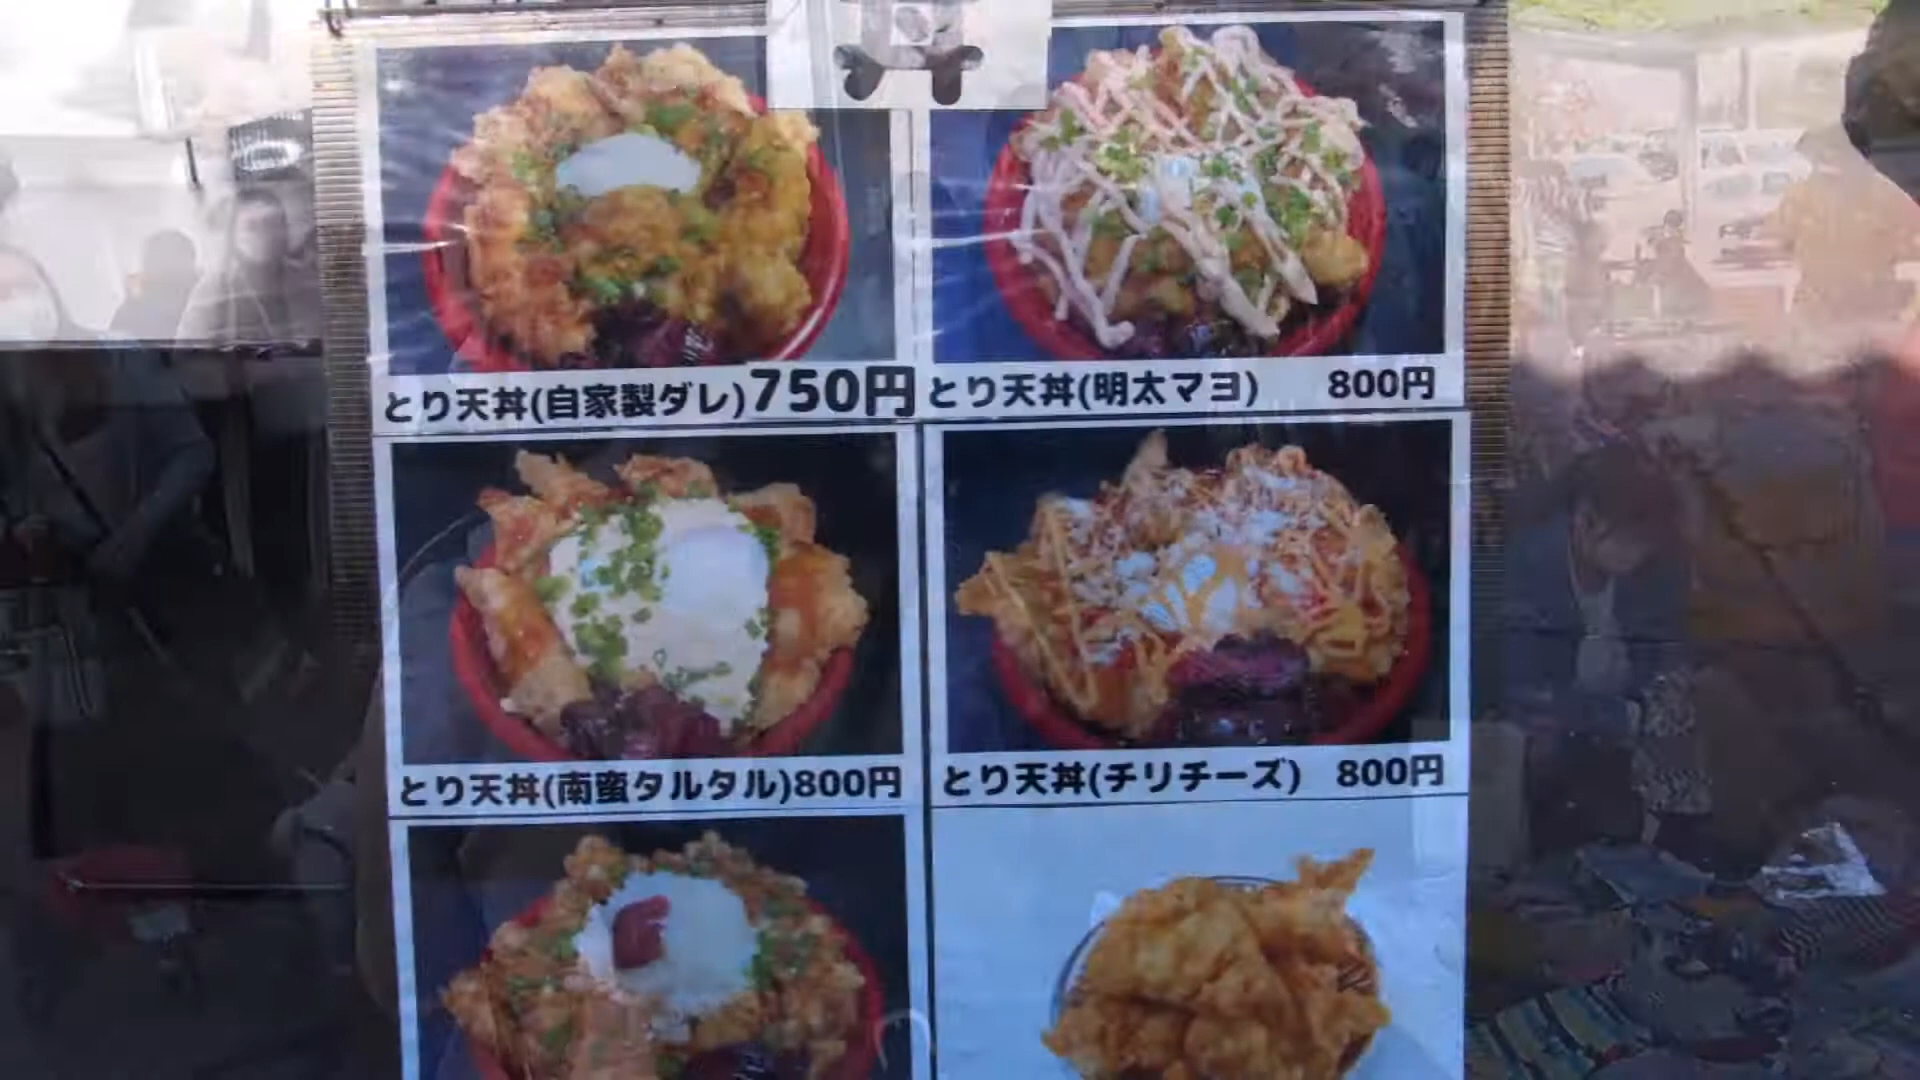 とり天丼(自家製ダレ)750円
とり天丼(明太マヨ) 800円
とり天丼(南蛮タルタル)800円
とり天丼(チリチーズ) 800円